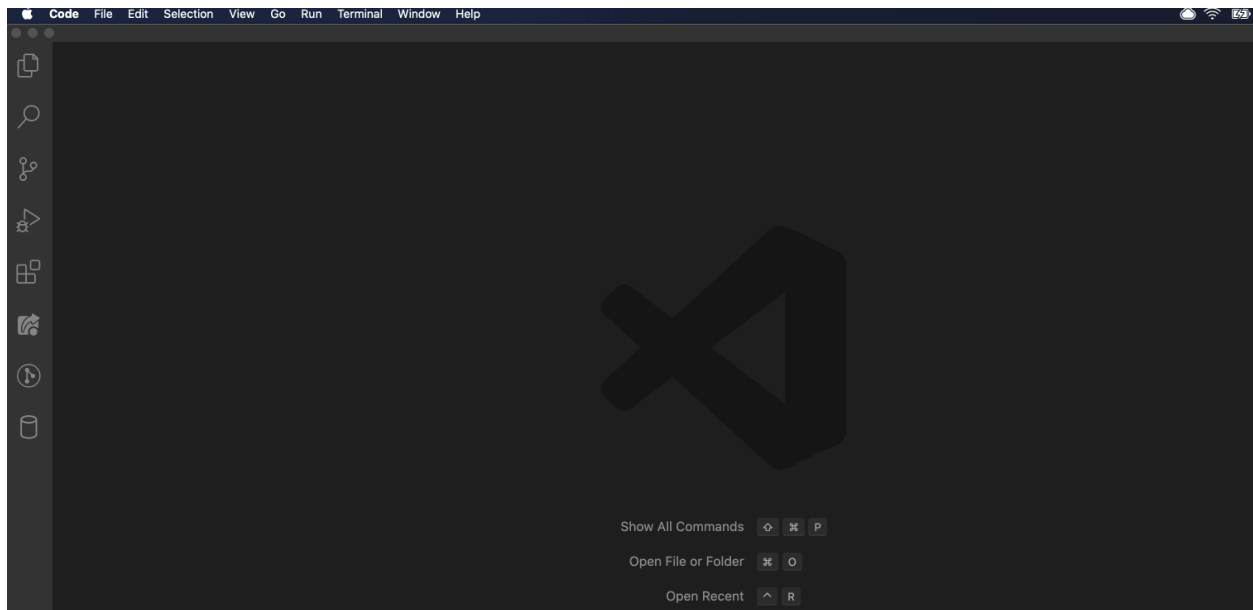 Code File Edit Selection View Go Run Terminal Window Help
Show All Commands ⇧ ⌘ P
Open File or Folder ⌘ O
Open Recent ^ R